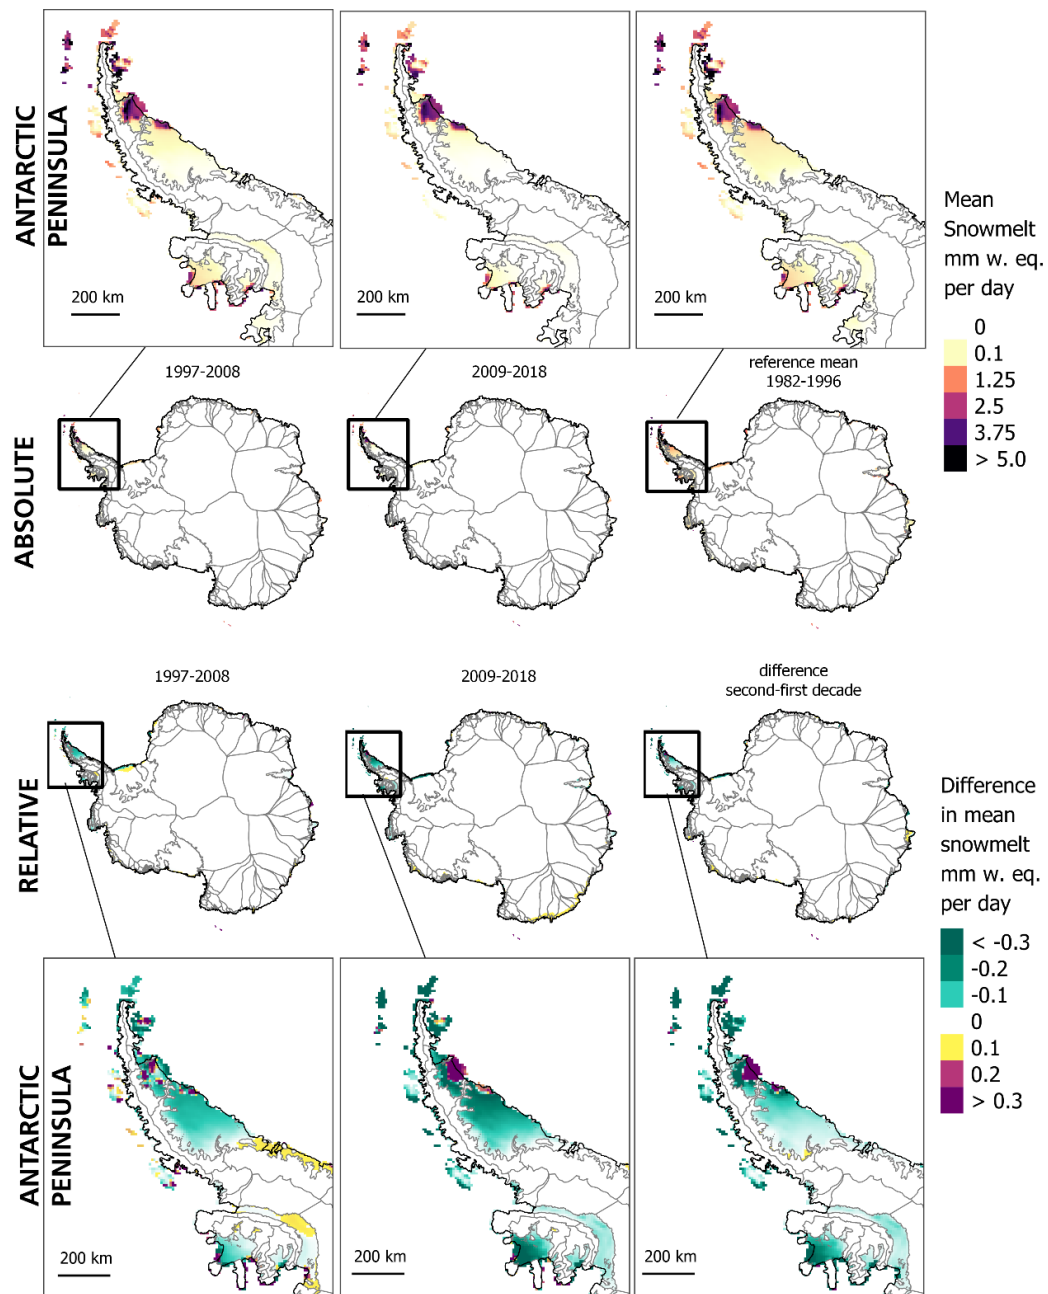 ANTARCTIC
PENINSULA
200 km
200 km
200 km
Mean
Snowmelt
mm w. eq.
per day
0
0.1
1.25
2.5
3.75
> 5.0
ABSOLUTE
1997-2008
2009-2018
reference mean
1982-1996
RELATIVE
1997-2008
2009-2018
difference
second-first decade
Difference
in mean
snowmelt
mm w. eq.
per day
< -0.3
-0.2
-0.1
0
0.1
0.2
> 0.3
ANTARCTIC
PENINSULA
200 km
200 km
200 km